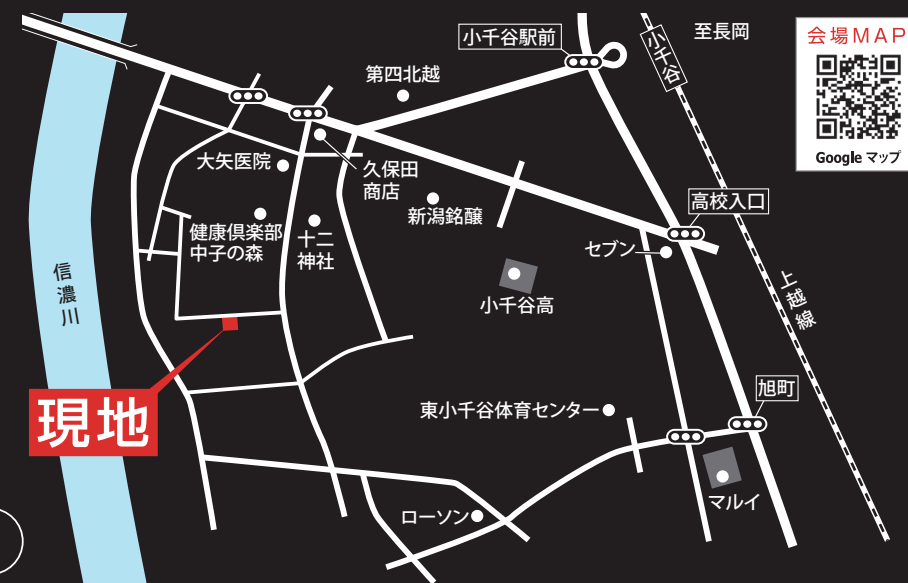 小千谷駅前
至長岡
会場MAP
小千谷
第四北越
Google マップ
大矢医院
久保田
商店
高校入口
新潟銘醸
健康倶楽部
中子の森
十二
神社
セブン
信濃川
小千谷高
上越線
現地
旭町
東小千谷体育センター
マルイ
ローソン